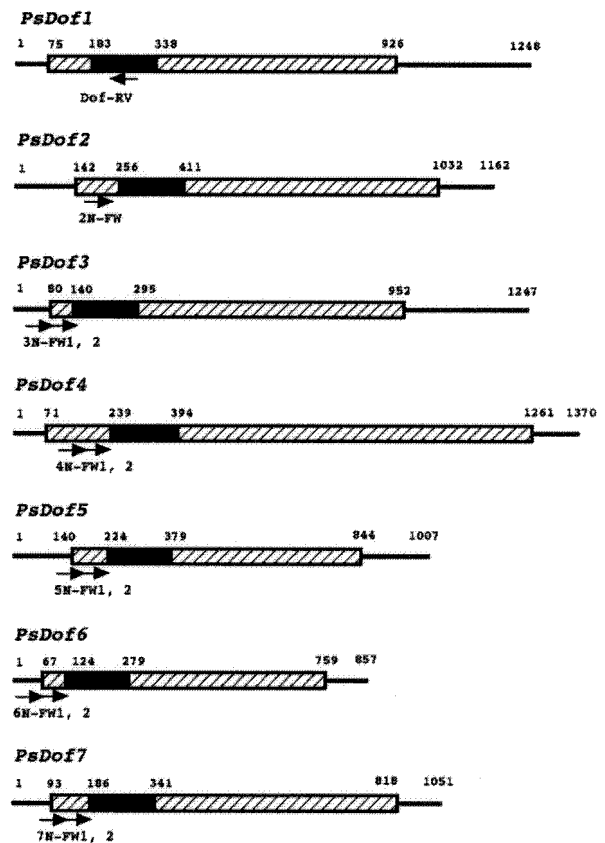 PsDof1
1 75 183 338 926 1248
Dof-RV
PsDof2
1 142 256 411 1032 1162
2N-FW
PsDof3
1 80 140 295 952 1247
3N-FW1, 2
PsDof4
1 71 239 394 1261 1370
4N-FW1, 2
PsDof5
1 140 224 379 844 1007
5N-FW1, 2
PsDof6
1 67 124 279 759 857
6N-FW1, 2
PsDof7
1 93 186 341 818 1051
7N-FW1, 2